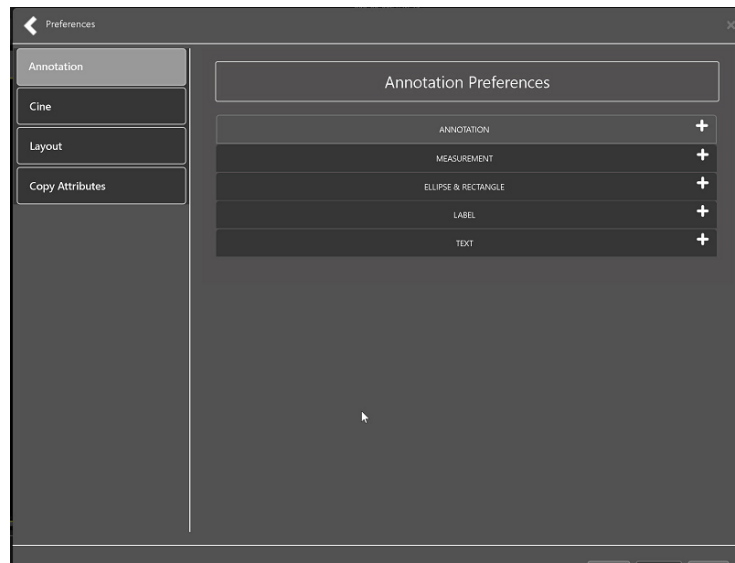 Preferences
Annotation
Cine
Layout
Copy Attributes
Annotation Preferences
ANNOTATION
MEASUREMENT
ELLIPSE & RECTANGLE
LABEL
TEXT